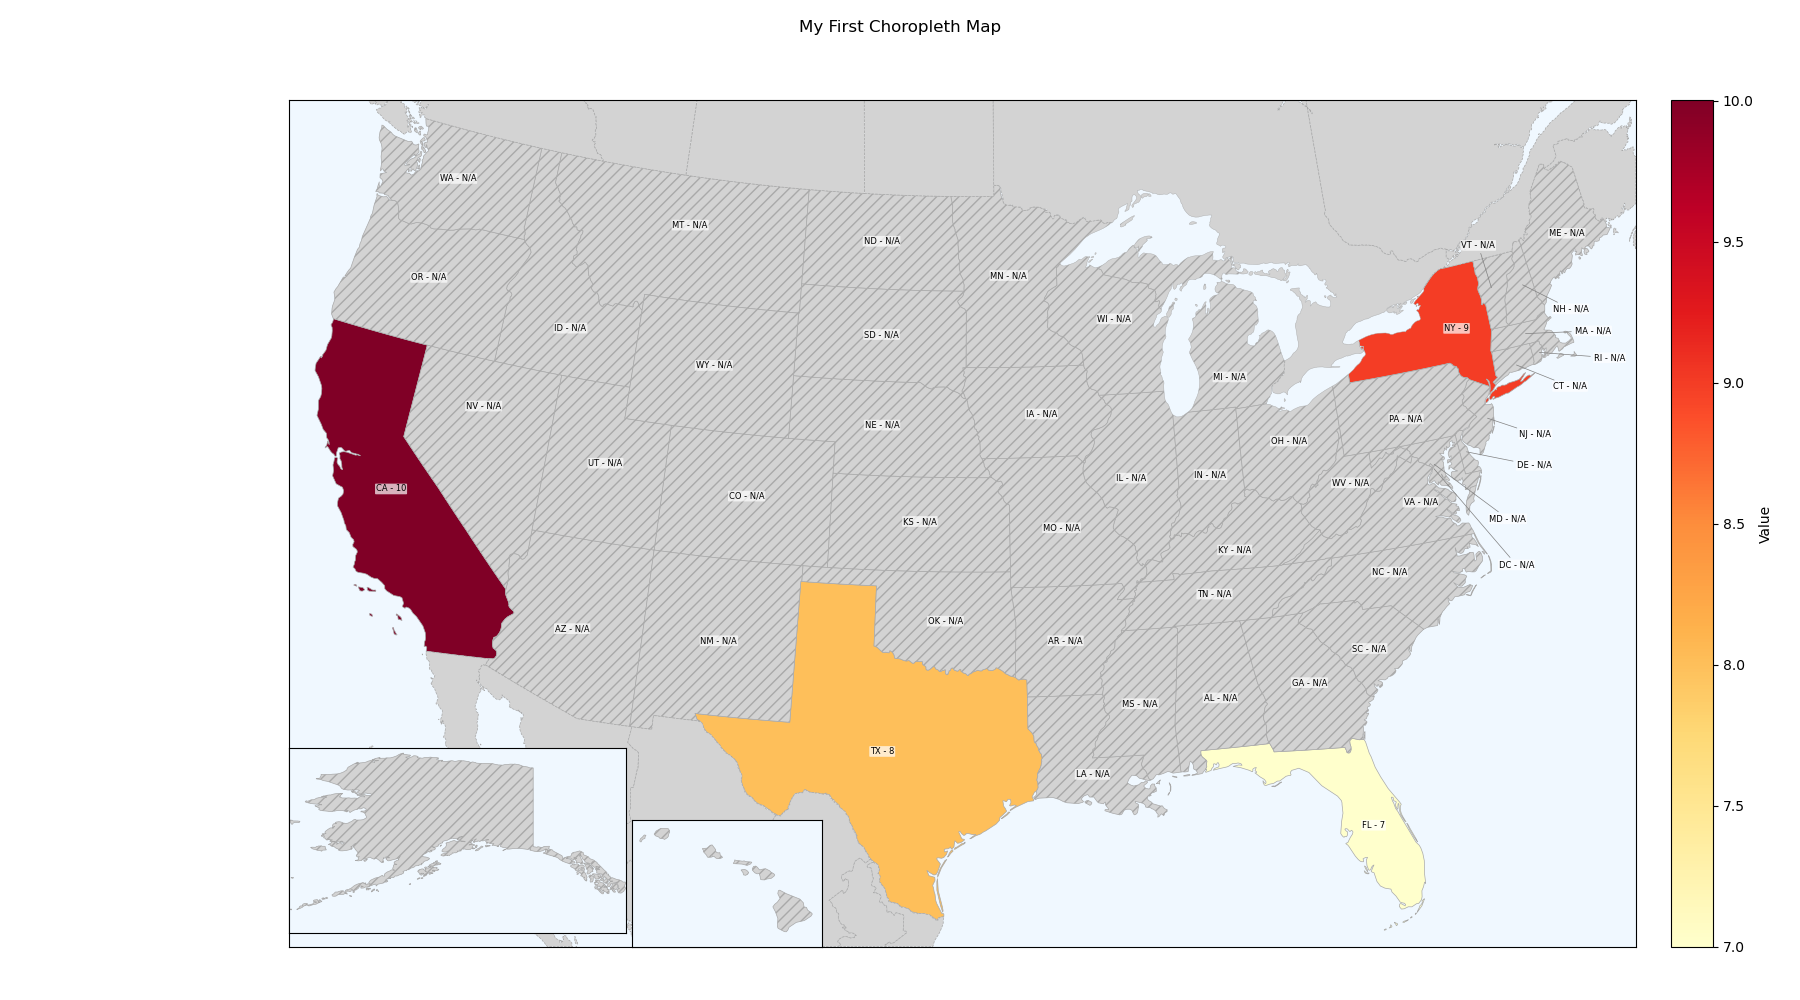 My First Choropleth Map
10.0
WA - N/A
MT - N/A
ME - N/A
ND - N/A
VT - N/A
9.5
OR - N/A
MN - N/A
NH - N/A
ID - N/A
SD - N/A
WI - N/A
NY - 9
MA - N/A
WY - N/A
RI - N/A
MI - N/A
9.0
CT - N/A
NV - N/A
NE - N/A
IA - N/A
PA - N/A
OH - N/A
NJ - N/A
UT - N/A
DE - N/A
CA - 10
CO - N/A
IL - N/A
IN - N/A
WV - N/A
VA - N/A
KS - N/A
MO - N/A
MD - N/A
8.5
Value
KY - N/A
NC - N/A
DC - N/A
TN - N/A
AZ - N/A
NM - N/A
OK - N/A
AR - N/A
SC - N/A
8.0
GA - N/A
MS - N/A
AL - N/A
TX - 8
LA - N/A
7.5
FL - 7
7.0